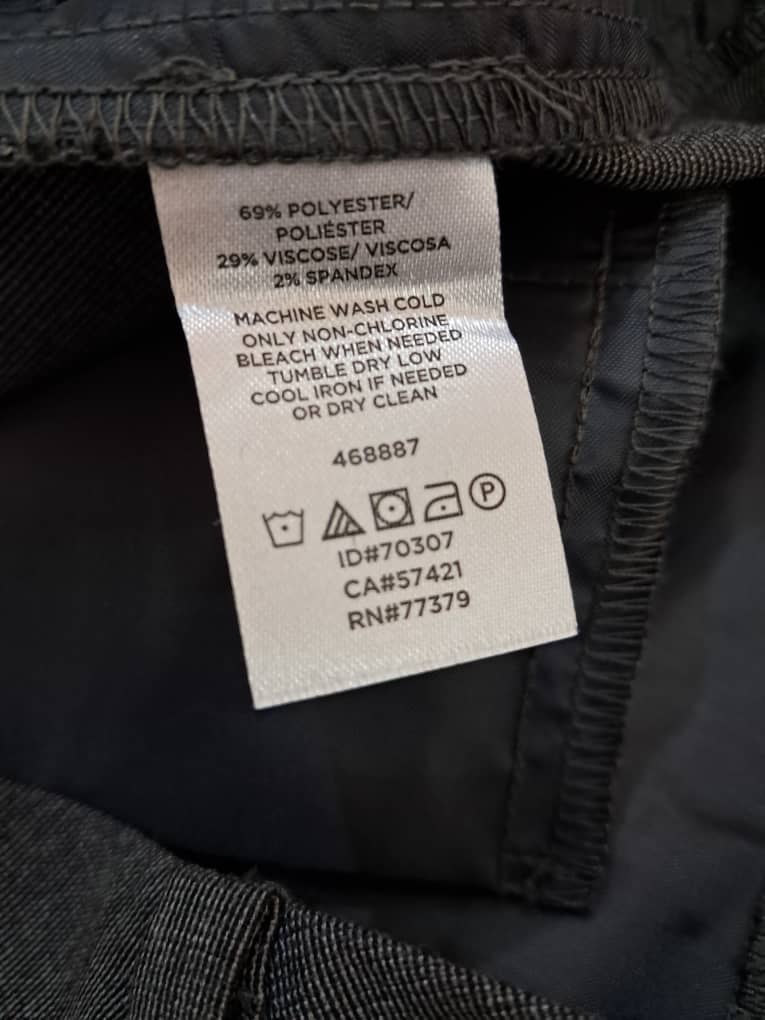 69% POLYESTER/
POLIÉSTER
29% VISCOSE/ VISCOSA
2% SPANDEX
MACHINE WASH COLD
ONLY NON-CHLORINE
BLEACH WHEN NEEDED
TUMBLE DRY LOW
COOL IRON IF NEEDED
OR DRY CLEAN
468887
P
ID#70307
CA#57421
RN#77379